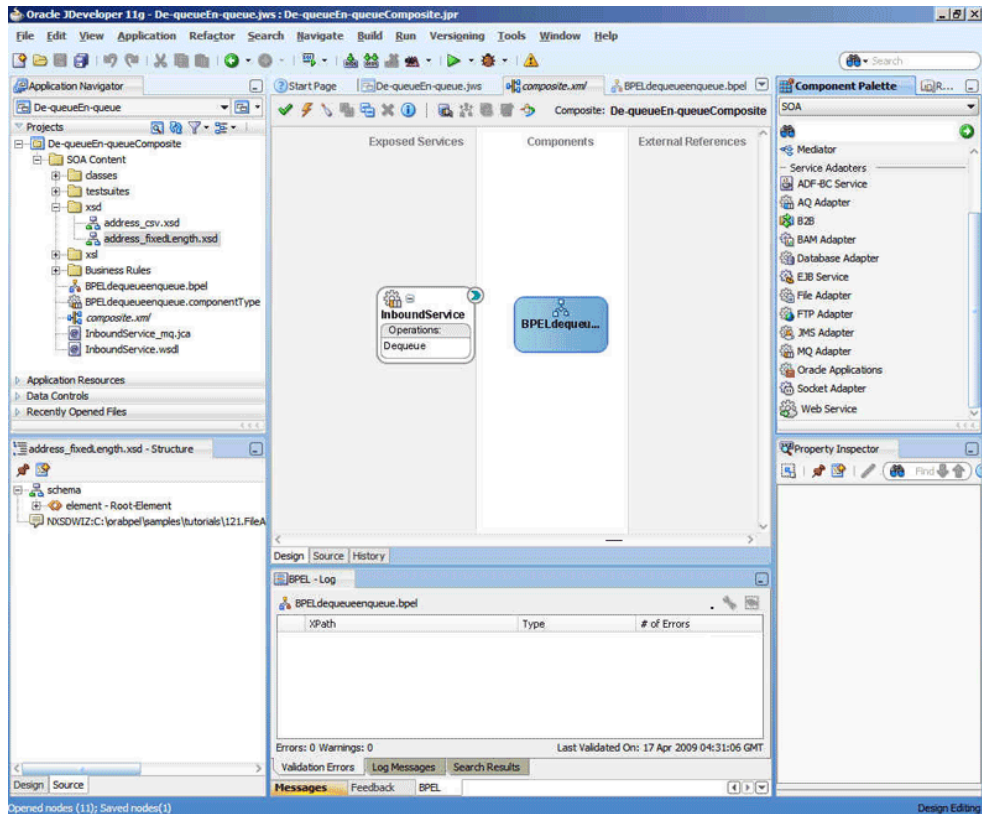 Oracle JDeveloper 11g - De-queueEn-queue.jws : De-queueEn-queueComposite.jpr
File Edit View Application Refactor Search Navigate Build Run Versioning Tools Window Help
Search
Application Navigator
De-queueEn-queue
Projects
De-queueEn-queueComposite
SOA Content
classes
testsuites
xsd
address_csv.xsd
address_fixedLength.xsd
xsl
Business Rules
BPELdequeueenqueue.bpel
BPELdequeueenqueue.componentType
composite.xml
InboundService_mq.jca
InboundService.wsdl
Application Resources
Data Controls
Recently Opened Files
address_fixedLength.xsd - Structure
schema
element - Root-Element
NXSDWIZ:C:\orabpel\samples\tutorials\121.FileA
Design Source
Start Page De-queueEn-queue.jws composite.xml BPELdequeueenqueue.bpel
Composite: De-queueEn-queueComposite
Exposed Services Components External References
InboundService
Operations:
Dequeue
BPELdequeu...
Design Source History
BPEL - Log
BPELdequeueenqueue.bpel
XPath Type # of Errors
Errors: 0 Warnings: 0 Last Validated On: 17 Apr 2009 04:31:06 GMT
Validation Errors Log Messages Search Results
Messages Feedback BPEL
Component Palette R...
SOA
Mediator
Service Adapters
ADF-BC Service
AQ Adapter
B2B
BAM Adapter
Database Adapter
EJB Service
File Adapter
FTP Adapter
JMS Adapter
MQ Adapter
Oracle Applications
Socket Adapter
Web Service
Property Inspector
Find
Opened nodes (11); Saved nodes(1) Design Editing